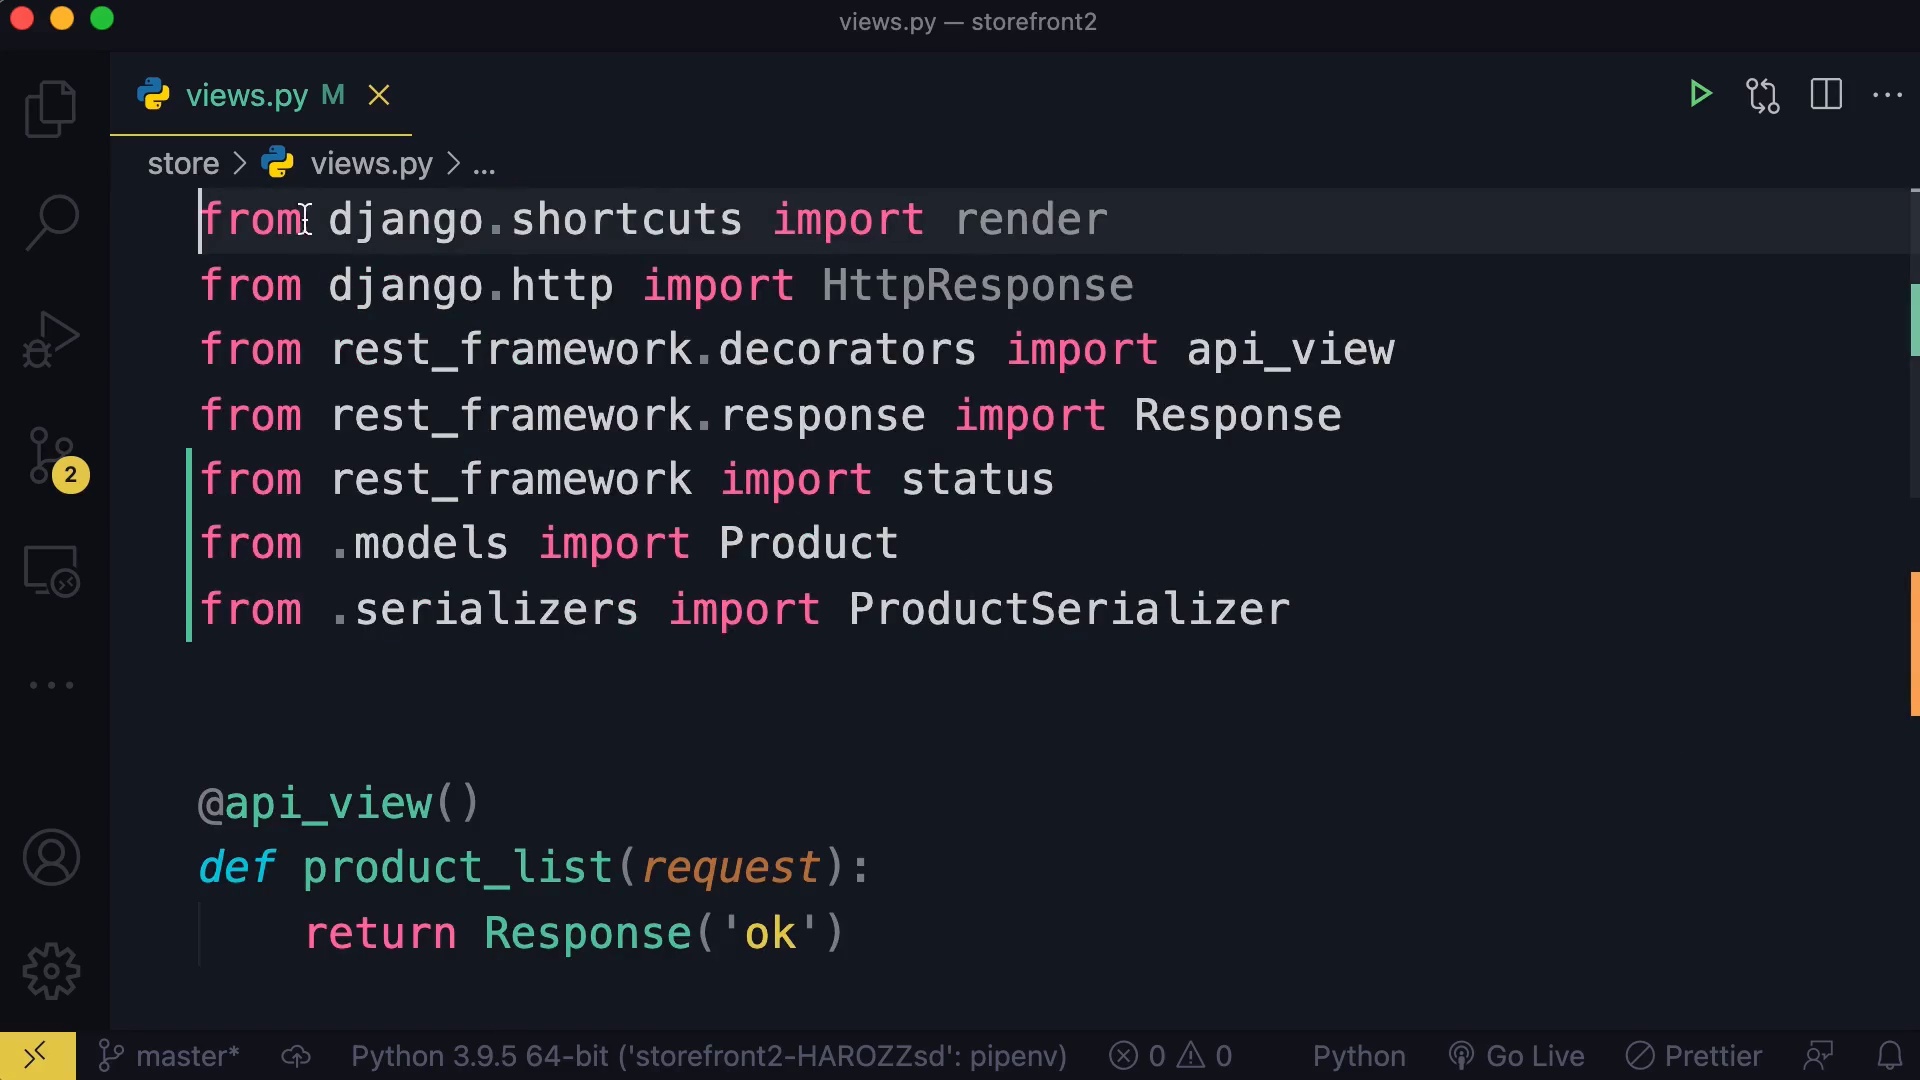 views.py — storefront2
views.py M
store > views.py > ...
from django.shortcuts import render
from django.http import HttpResponse
from rest_framework.decorators import api_view
from rest_framework.response import Response
from rest_framework import status
from .models import Product
from .serializers import ProductSerializer
@api_view()
def product_list(request):
    return Response('ok')
2
master* Python 3.9.5 64-bit ('storefront2-HAROZZsd': pipenv) 0 0 Python Go Live Prettier